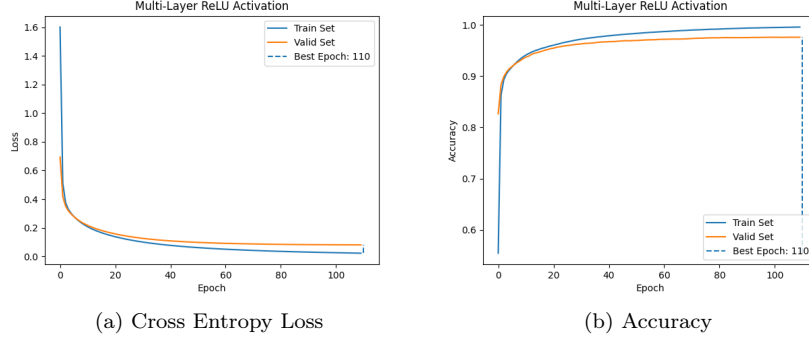 Multi-Layer ReLU Activation
1.6
1.4
1.2
1.0
0.8
0.6
0.4
0.2
0.0
Loss
Train Set
Valid Set
Best Epoch: 110
0
20
40
60
80
100
Epoch
(a) Cross Entropy Loss
Multi-Layer ReLU Activation
1.0
0.9
0.8
0.7
0.6
Accuracy
Train Set
Valid Set
Best Epoch: 110
0
20
40
60
80
100
Epoch
(b) Accuracy